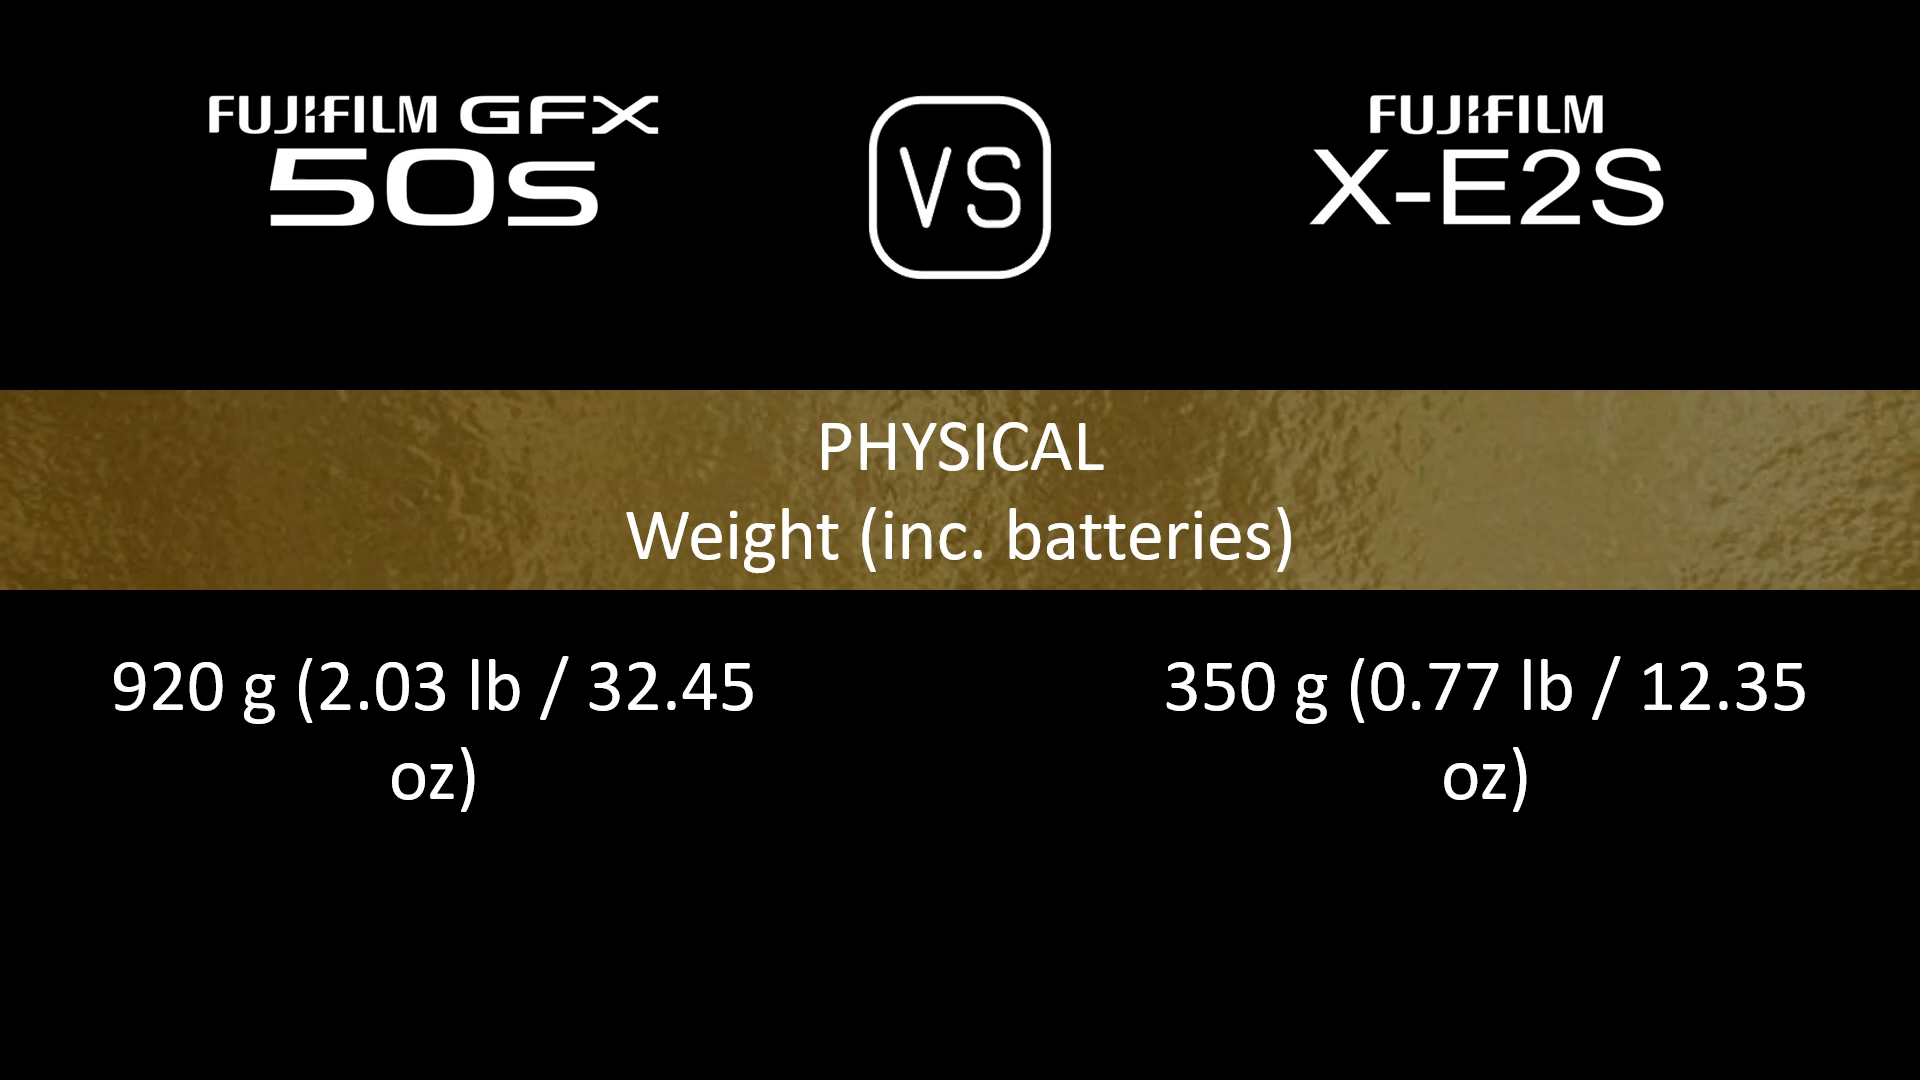 FUJIFILM GFX
50S
VS
FUJIFILM
X-E2S
PHYSICAL
Weight (inc. batteries)
920 g (2.03 lb / 32.45
oz)
350 g (0.77 lb / 12.35
oz)